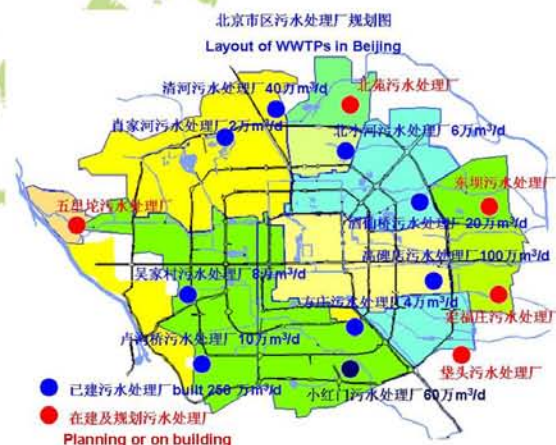 北京市区污水处理厂规划图
Layout of WWTPs in Beijing
清河污水处理厂40万m³/d
北苑污水处理厂
肖家河污水处理厂2万m³/d
北小河污水处理厂6万m³/d
东坝污水处理厂
五里坨污水处理厂
酒仙桥污水处理厂20万m³/d
高碑店污水处理厂100万m³/d
吴家村污水处理厂8万m³/d
方庄污水处理厂4万m³/d
定福庄污水处理厂
卢沟桥污水处理厂10万m³/d
垡头污水处理厂
已建污水处理厂built 250 万m³/d
小红门污水处理厂60万m³/d
在建及规划污水处理厂
Planning or on building